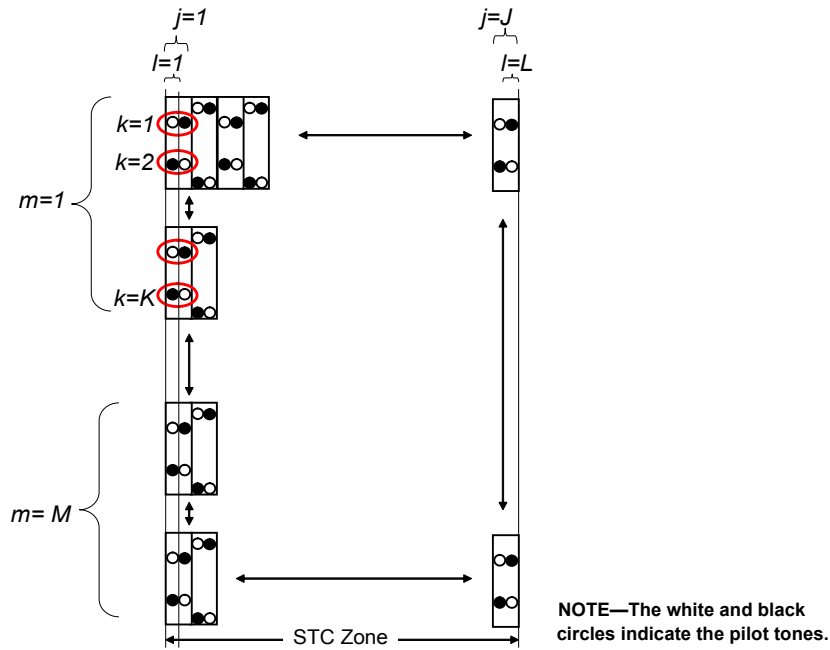 j=1
j=J
l=1
l=L
k=1
k=2
m=1
k=K
m= M
STC Zone
NOTE—The white and black
circles indicate the pilot tones.